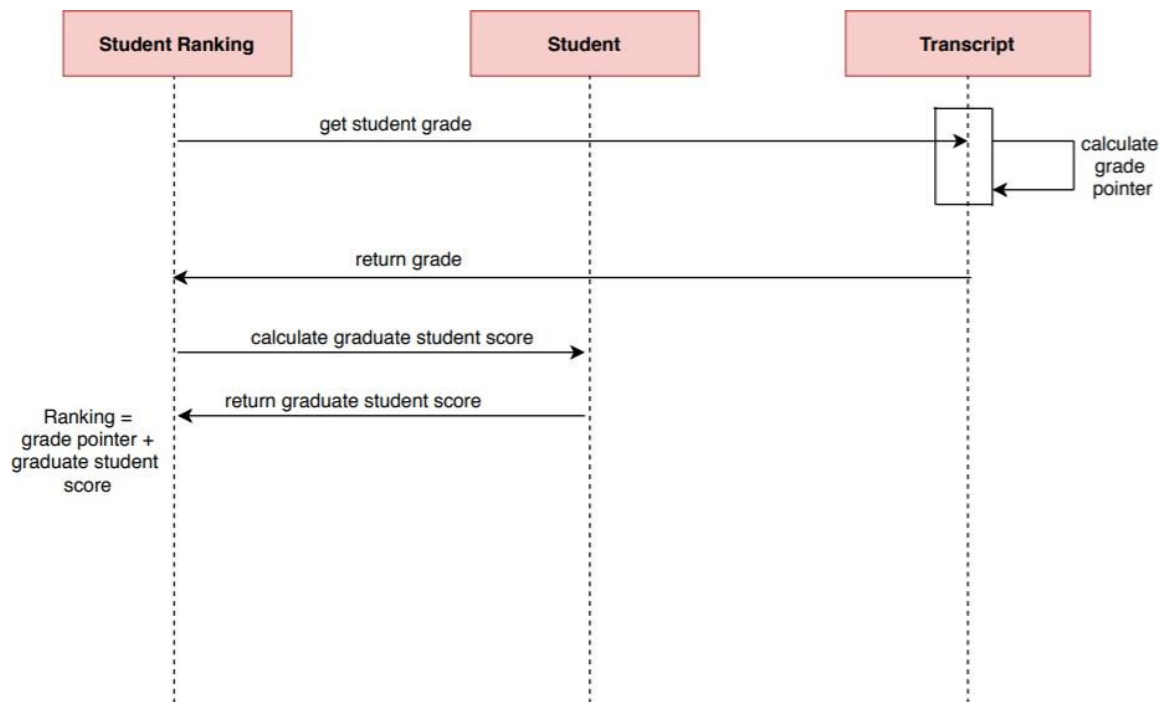 Student Ranking
Student
Transcript
get student grade
calculate
grade
pointer
return grade
calculate graduate student score
return graduate student score
Ranking =
grade pointer +
graduate student
score